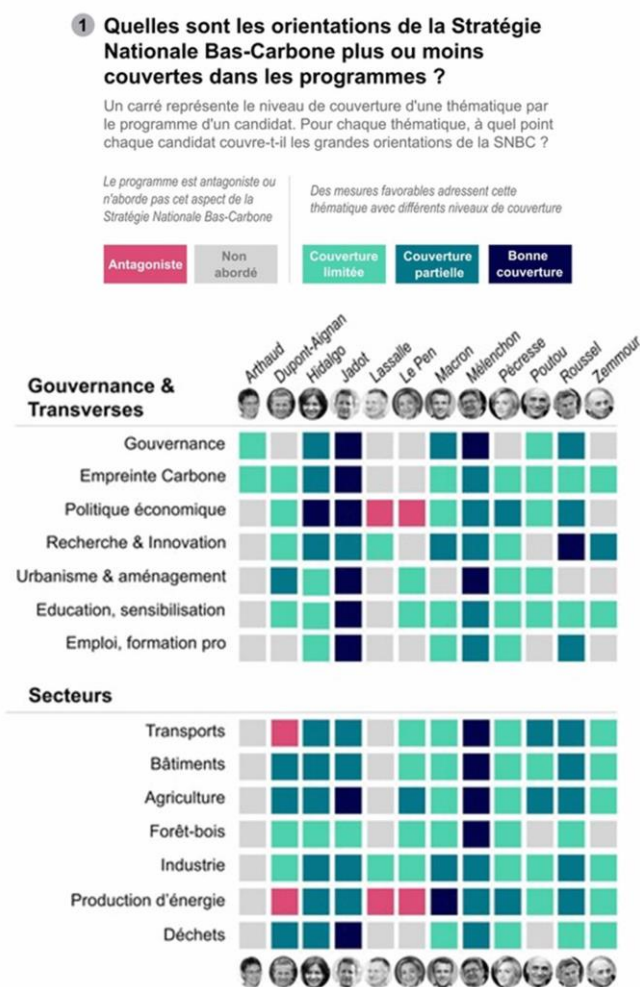 1 Quelles sont les orientations de la Stratégie
Nationale Bas-Carbone plus ou moins
couvertes dans les programmes ?
Un carré représente le niveau de couverture d'une thématique par
le programme d'un candidat. Pour chaque thématique, à quel point
chaque candidat couvre-t-il les grandes orientations de la SNBC ?
Le programme est antagoniste ou
n'aborde pas cet aspect de la
Stratégie Nationale Bas-Carbone
Des mesures favorables adressent cette
thématique avec différents niveaux de couverture
Antagoniste
Non
abordé
Couverture
limitée
Couverture
partielle
Bonne
couverture
Arthaud
Dupont-Aignan
Hidalgo
Jadot
Lassalle
Le Pen
Macron
Mélenchon
Pécresse
Poutou
Roussel
Zemmour
Gouvernance &
Transverses
Gouvernance
Empreinte Carbone
Politique économique
Recherche & Innovation
Urbanisme & aménagement
Education, sensibilisation
Emploi, formation pro
Secteurs
Transports
Bâtiments
Agriculture
Forêt-bois
Industrie
Production d'énergie
Déchets